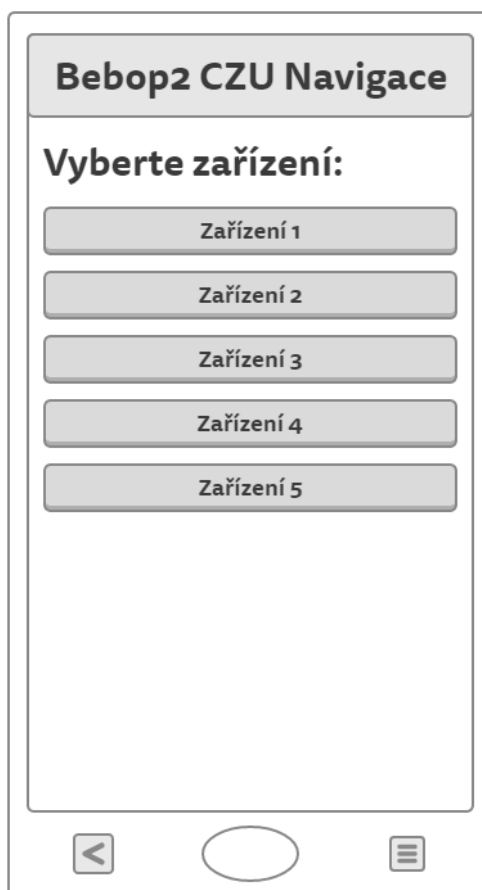 Bebop2 CZU Navigace
Vyberte zařízení:
Zařízení 1
Zařízení 2
Zařízení 3
Zařízení 4
Zařízení 5